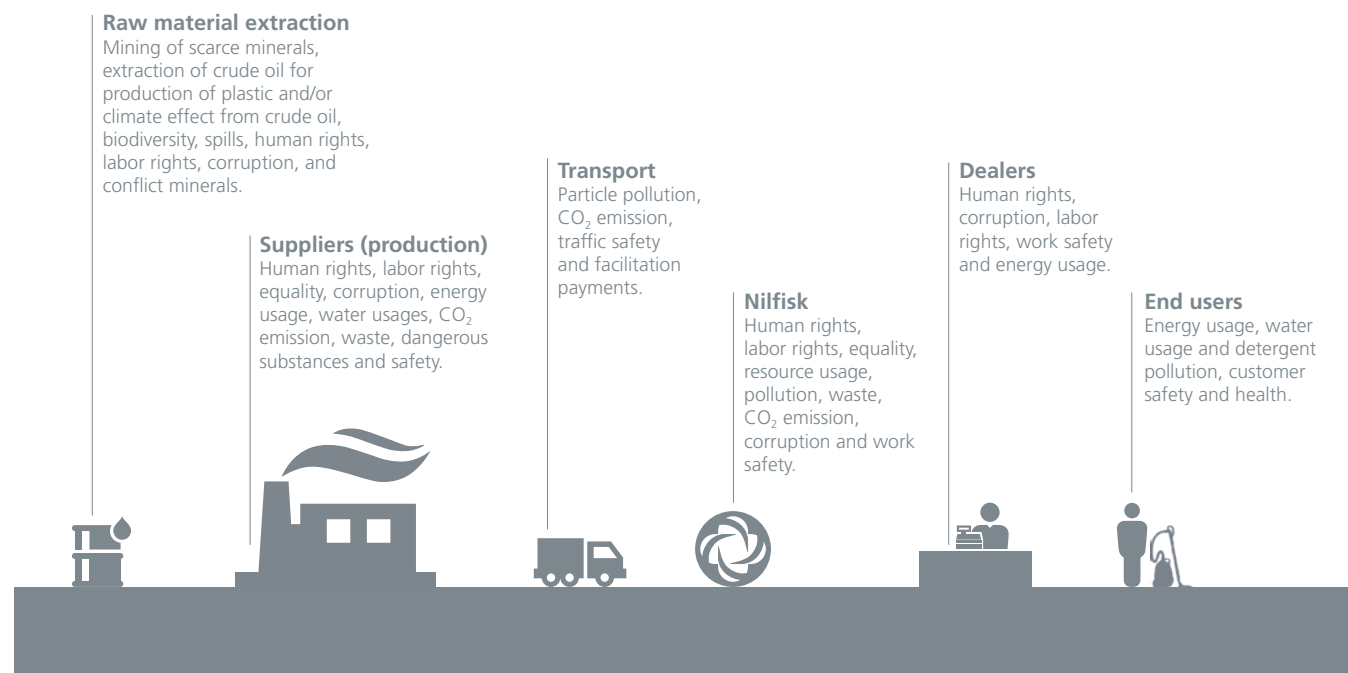 Raw material extraction
Mining of scarce minerals,
extraction of crude oil for
production of plastic and/or
climate effect from crude oil,
biodiversity, spills, human rights,
labor rights, corruption, and
conflict minerals.
Suppliers (production)
Human rights, labor rights,
equality, corruption, energy
usage, water usages, CO₂
emission, waste, dangerous
substances and safety.
Transport
Particle pollution,
CO₂ emission,
traffic safety
and facilitation
payments.
Nilfisk
Human rights,
labor rights, equality,
resource usage,
pollution, waste,
CO₂ emission,
corruption and work
safety.
Dealers
Human rights,
corruption, labor
rights, work safety
and energy usage.
End users
Energy usage, water
usage and detergent
pollution, customer
safety and health.